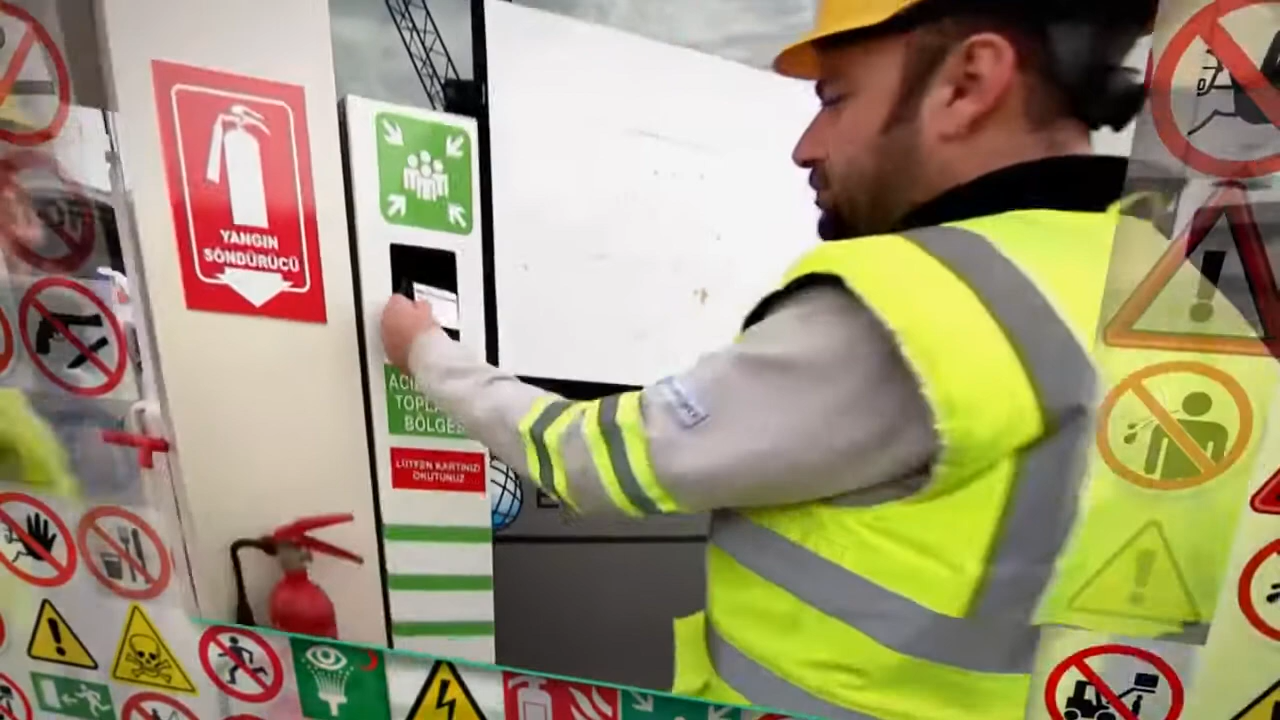 YANGIN
SÖNDÜRÜCÜ
BÖLGES
LÜTFEN KARTINIZI
OKUTUNUZ